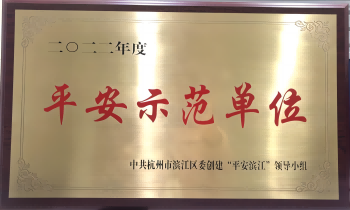 二〇二二年度
平安示范单位
中共杭州市滨江区委创建“平安滨江”领导小组